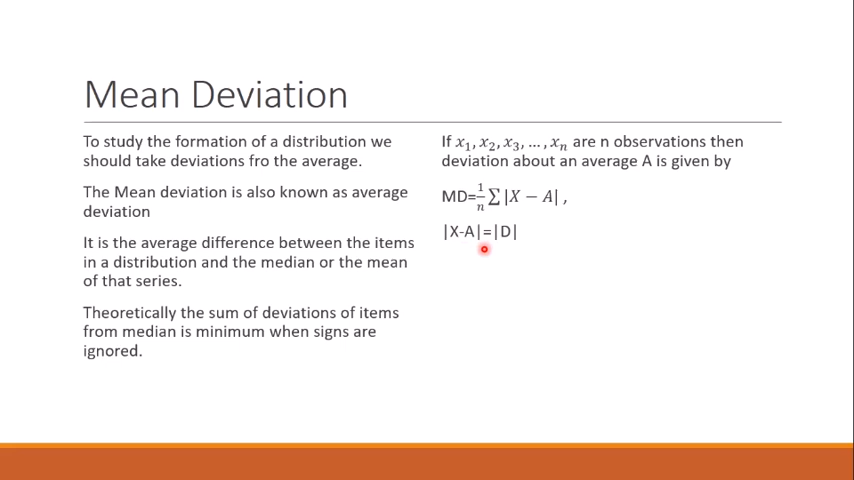 Mean Deviation
To study the formation of a distribution we
should take deviations fro the average.
The Mean deviation is also known as average
deviation
It is the average difference between the items
in a distribution and the median or the mean
of that series.
Theoretically the sum of deviations of items
from median is minimum when signs are
ignored.
If x₁, x₂, x₃, … , xₙ are n observations then
deviation about an average A is given by
MD=1/n ∑ |X − A| ,
|X-A|=|D|